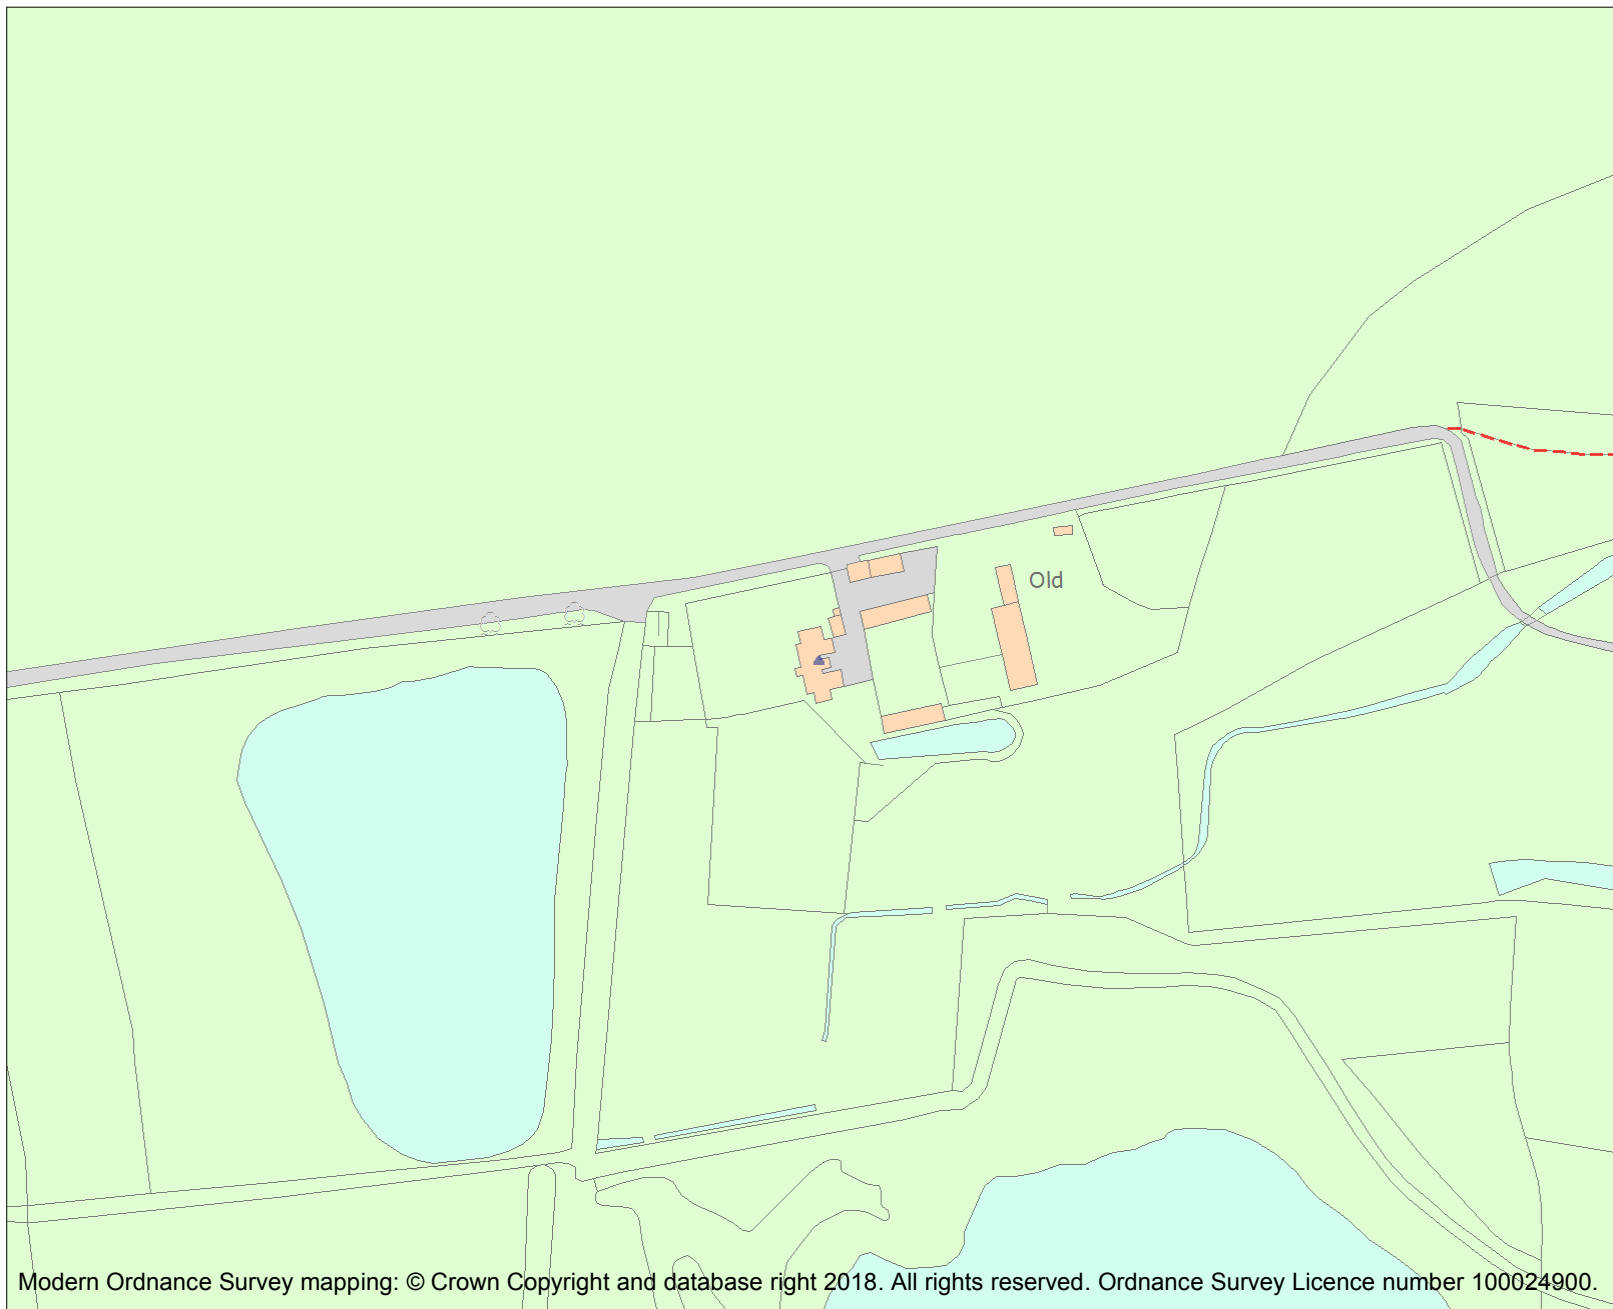 Old
Modern Ordnance Survey mapping: © Crown Copyright and database right 2018. All rights reserved. Ordnance Survey Licence number 100024900.